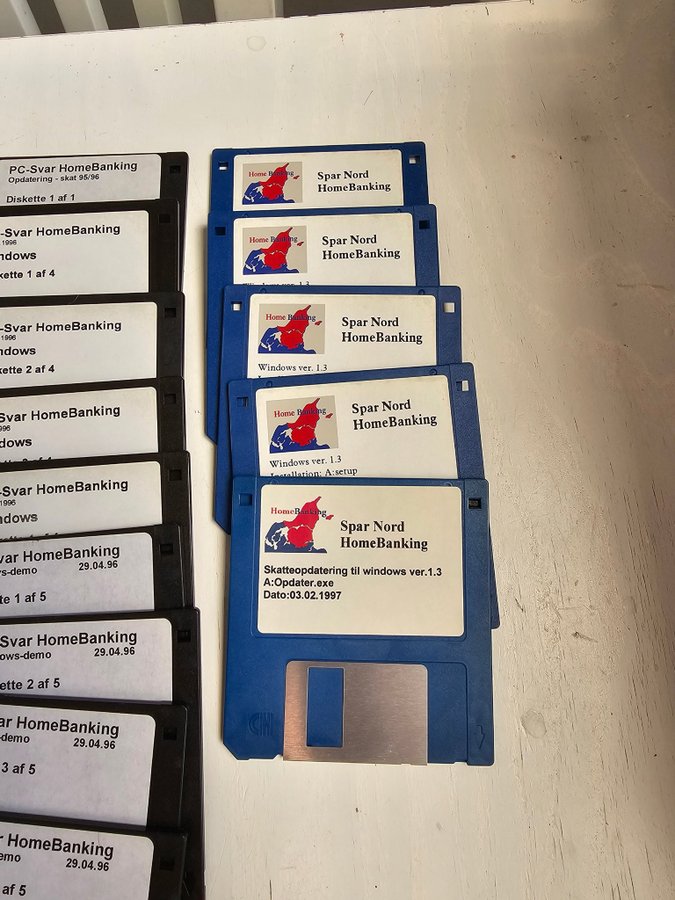 PC-Svar HomeBanking
Opdatering - skat 95/96
Diskette 1 af 1
-Svar HomeBanking
1996
ndows
kette 1 af 4
-Svar HomeBanking
1996
ndows
kette 2 af 4
Svar HomeBanking
996
dows
-Svar HomeBanking
1996
ndows
var HomeBanking
s-demo 29.04.96
te 1 af 5
Svar HomeBanking
ows-demo 29.04.96
ette 2 af 5
ar HomeBanking
-demo 29.04.96
3 af 5
r HomeBanking
emo 29.04.96
af 5
Home Banking
Spar Nord
HomeBanking
Home Banking
Spar Nord
HomeBanking
Home Banking
Spar Nord
HomeBanking
Windows ver. 1.3
Home Banking
Spar Nord
HomeBanking
Windows ver. 1.3
Installation: A:setup
HomeBanking
Spar Nord
HomeBanking
Skatteopdatering til windows ver.1.3
A:Opdater.exe
Dato:03.02.1997